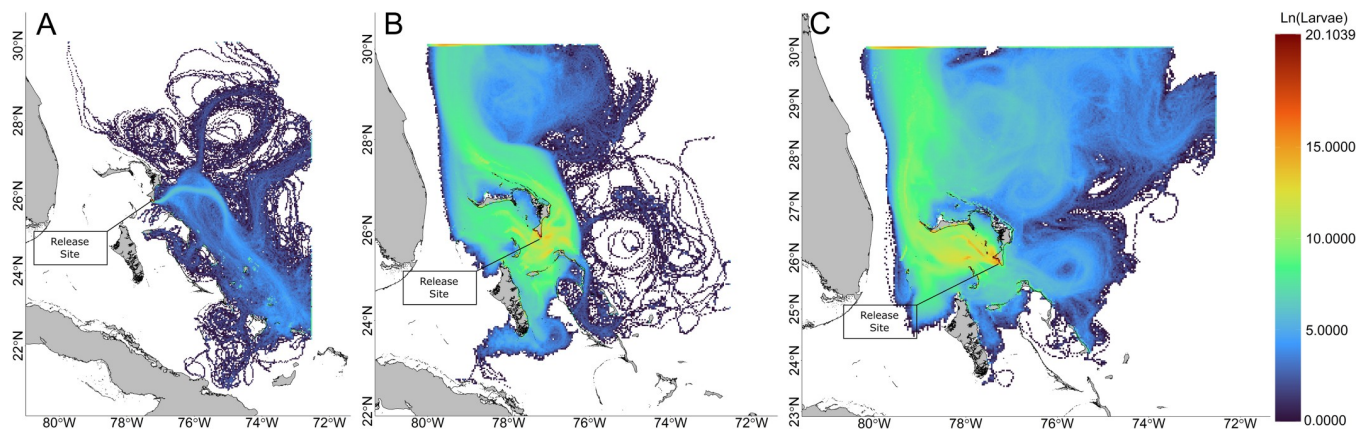 A
30°N
28°N
26°N
24°N
22°N
Release
Site
80°W
78°W
76°W
74°W
72°W
B
30°N
28°N
26°N
24°N
22°N
Release
Site
80°W
78°W
76°W
74°W
72°W
C
30°N
29°N
28°N
27°N
26°N
25°N
24°N
23°N
Release
Site
80°W
78°W
76°W
74°W
72°W
Ln(Larvae)
20.1039
15.0000
10.0000
5.0000
0.0000